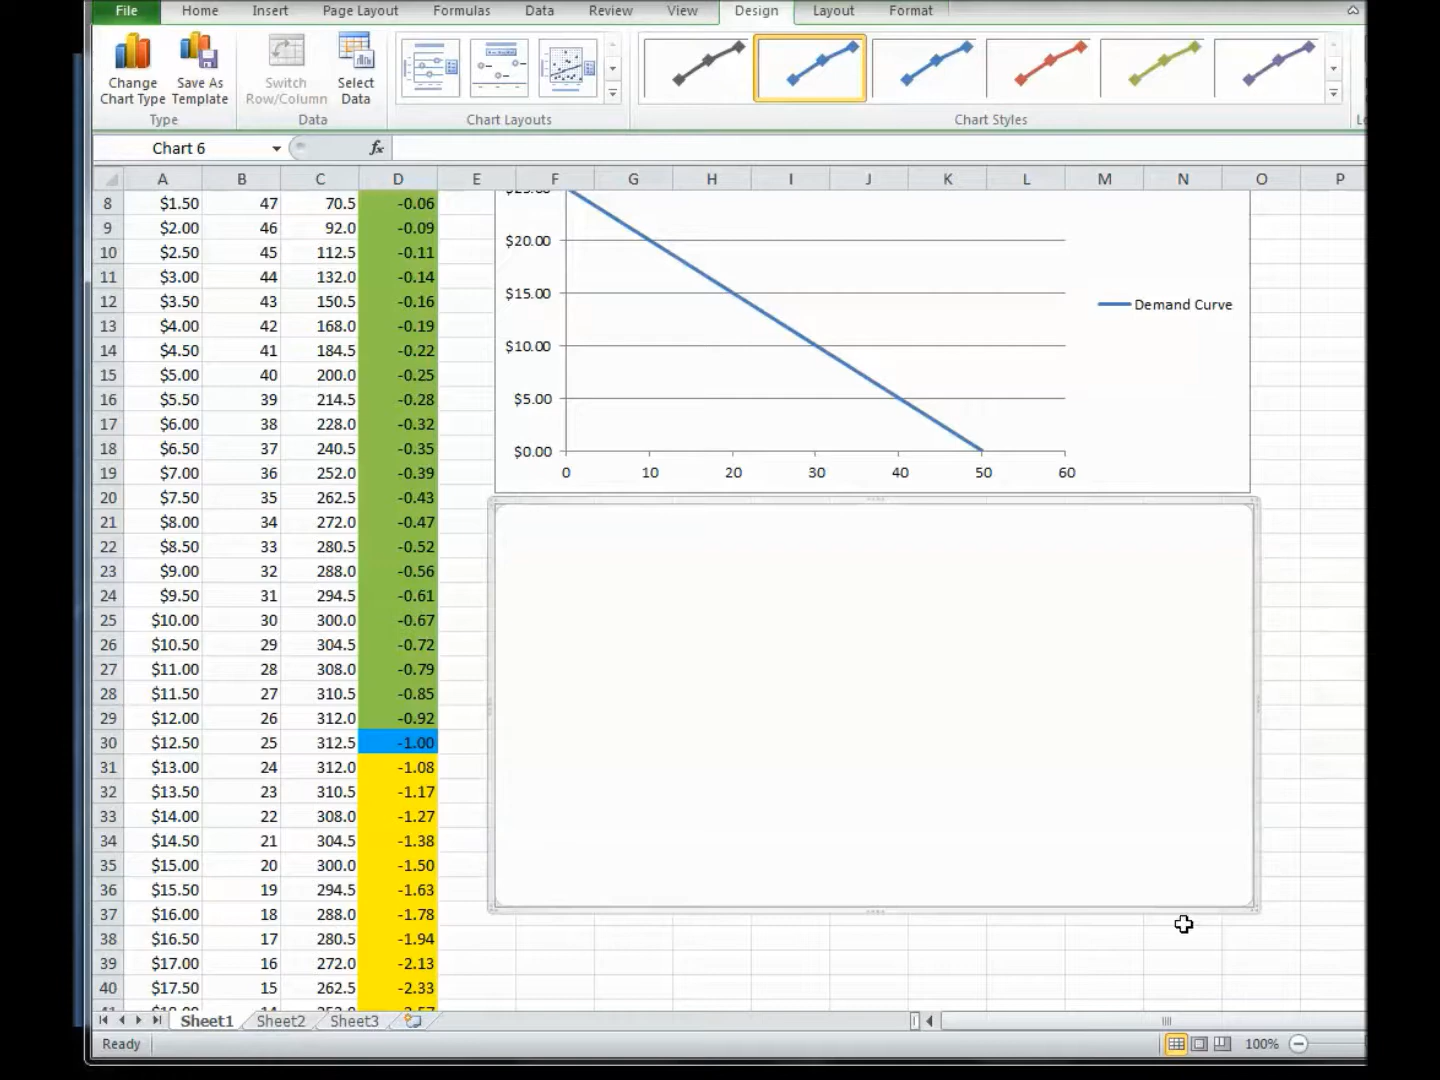 File Home Insert Page Layout Formulas Data Review View Design Layout Format
Change Chart Type
Save As Template
Switch Row/Column
Select Data
Type Data Chart Layouts Chart Styles
Chart 6 fx
A B C D E F G H I J K L M N O P
8 $1.50 47 70.5 -0.06
9 $2.00 46 92.0 -0.09
10 $2.50 45 112.5 -0.11
11 $3.00 44 132.0 -0.14
12 $3.50 43 150.5 -0.16
13 $4.00 42 168.0 -0.19
14 $4.50 41 184.5 -0.22
15 $5.00 40 200.0 -0.25
16 $5.50 39 214.5 -0.28
17 $6.00 38 228.0 -0.32
18 $6.50 37 240.5 -0.35
19 $7.00 36 252.0 -0.39
20 $7.50 35 262.5 -0.43
21 $8.00 34 272.0 -0.47
22 $8.50 33 280.5 -0.52
23 $9.00 32 288.0 -0.56
24 $9.50 31 294.5 -0.61
25 $10.00 30 300.0 -0.67
26 $10.50 29 304.5 -0.72
27 $11.00 28 308.0 -0.79
28 $11.50 27 310.5 -0.85
29 $12.00 26 312.0 -0.92
30 $12.50 25 312.5 -1.00
31 $13.00 24 312.0 -1.08
32 $13.50 23 310.5 -1.17
33 $14.00 22 308.0 -1.27
34 $14.50 21 304.5 -1.38
35 $15.00 20 300.0 -1.50
36 $15.50 19 294.5 -1.63
37 $16.00 18 288.0 -1.78
38 $16.50 17 280.5 -1.94
39 $17.00 16 272.0 -2.13
40 $17.50 15 262.5 -2.33
$20.00
$15.00
$10.00
$5.00
$0.00
0 10 20 30 40 50 60
Demand Curve
Sheet1 Sheet2 Sheet3
Ready 100%